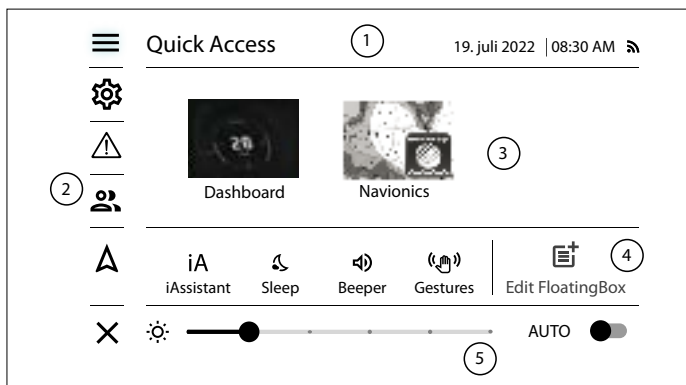 Quick Access
1
19. juli 2022 | 08:30 AM
28
3
2
Dashboard
Navionics
iA
4
iAssistant
Sleep
Beeper
Gestures
Edit FloatingBox
AUTO
5